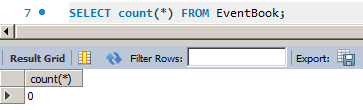 7 SELECT count(*) FROM EventBook;
Result Grid Filter Rows: Export:
count(*)
0